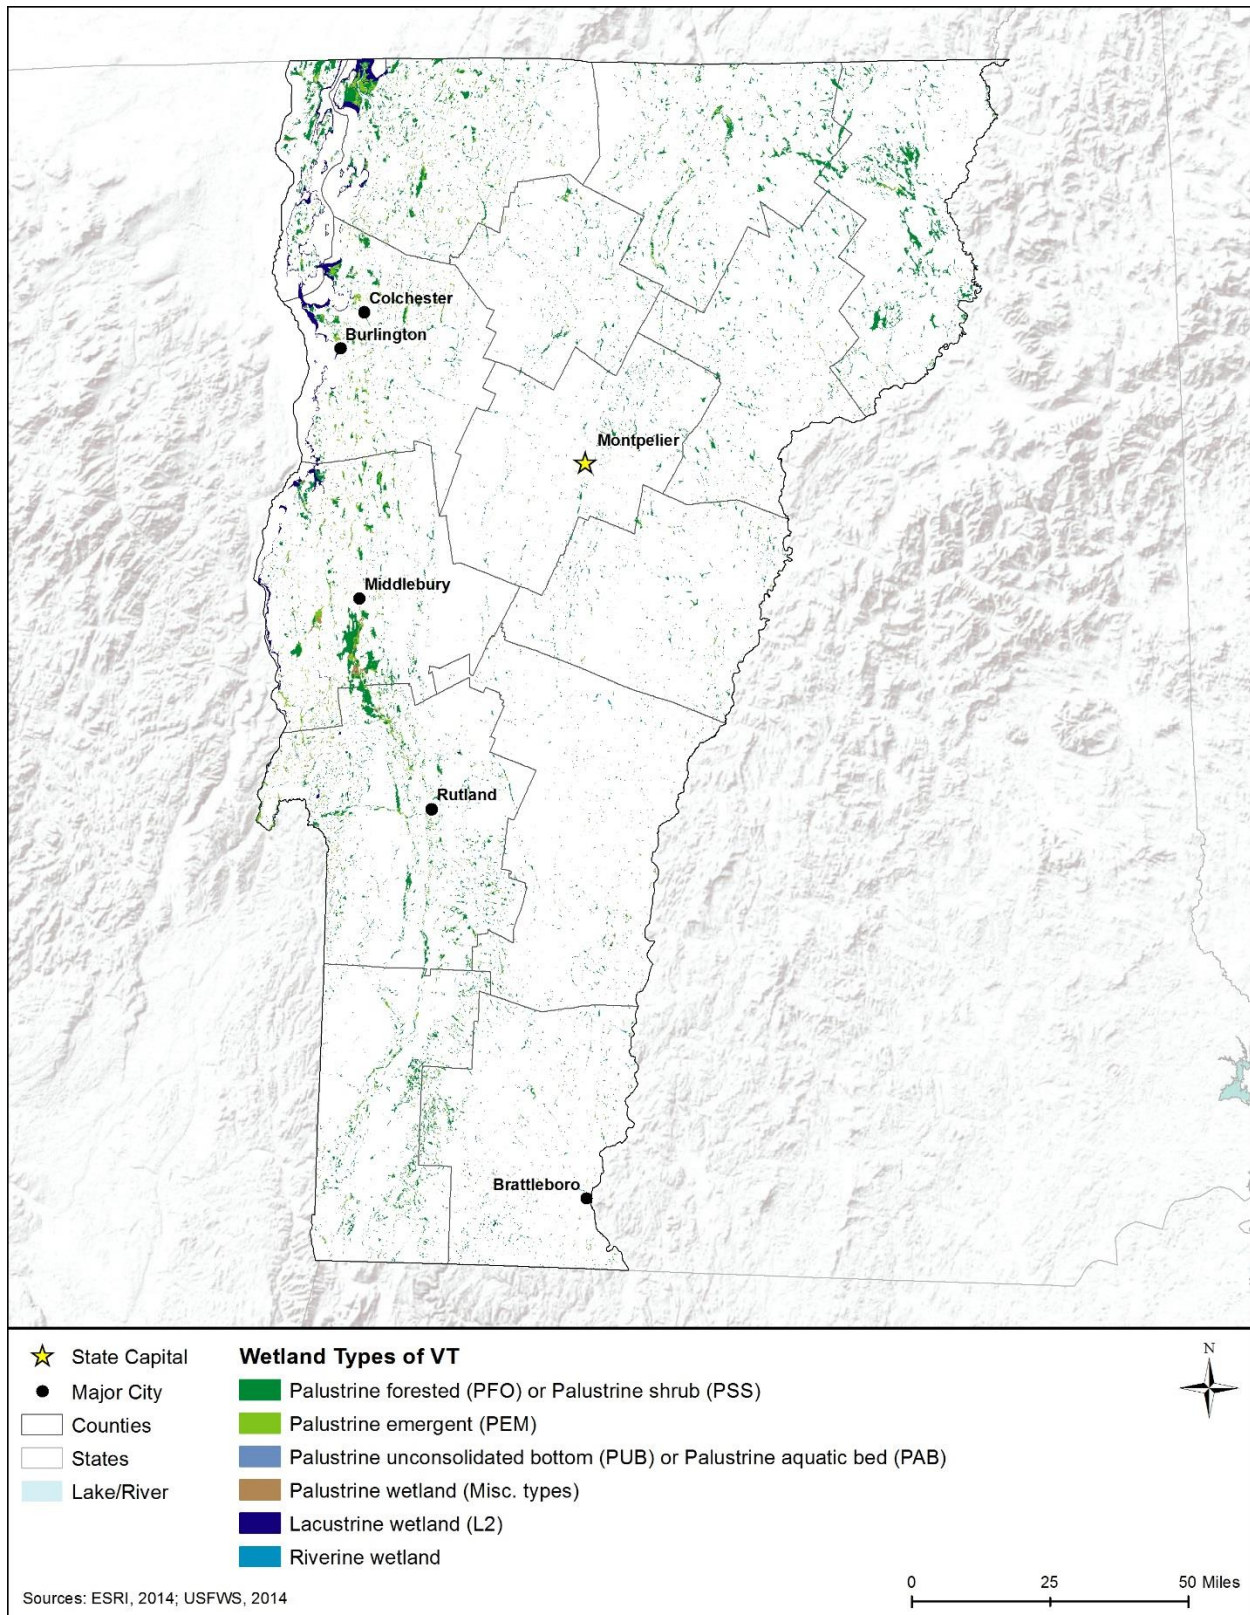 Colchester
Burlington
Montpelier
Middlebury
Rutland
Brattleboro
State Capital
Major City
Counties
States
Lake/River
Wetland Types of VT
Palustrine forested (PFO) or Palustrine shrub (PSS)
Palustrine emergent (PEM)
Palustrine unconsolidated bottom (PUB) or Palustrine aquatic bed (PAB)
Palustrine wetland (Misc. types)
Lacustrine wetland (L2)
Riverine wetland
N
Sources: ESRI, 2014; USFWS, 2014
0 25 50 Miles